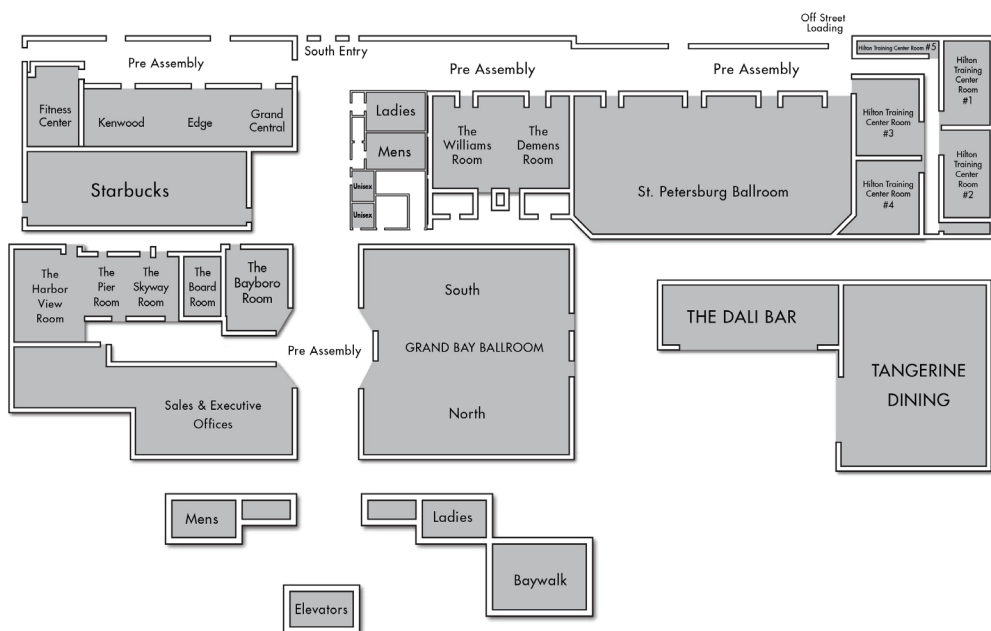 Off Street
Loading
South Entry
Pre Assembly
Pre Assembly
Pre Assembly
Hilton Training Center Room #5
Hilton
Training
Center
Room
#1
Fitness
Center
Kenwood
Edge
Grand
Central
Ladies
Mens
Unisex
Unisex
The
Williams
Room
The
Demens
Room
St. Petersburg Ballroom
Hilton Training
Center Room
#3
Hilton Training
Center Room
#4
Hilton
Training
Center
Room
#2
Starbucks
The
Harbor
View
Room
The
Pier
Room
The
Skyway
Room
The
Board
Room
The
Bayboro
Room
Pre Assembly
South
GRAND BAY BALLROOM
North
THE DALI BAR
TANGERINE
DINING
Sales & Executive
Offices
Mens
Ladies
Baywalk
Elevators